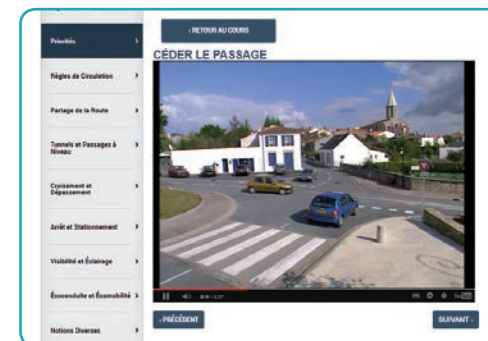 ‹ RETOUR AU COURS
Priorités
CÉDER LE PASSAGE
Règles de Circulation
Partage de la Route
Tunnels et Passages à
Niveau
Croisement et
Dépassement
Arrêt et Stationnement
Visibilité et Éclairage
Écoconduite et Écomobilité
Notions Diverses
‹ PRÉCÉDENT
SUIVANT ›
YouTube